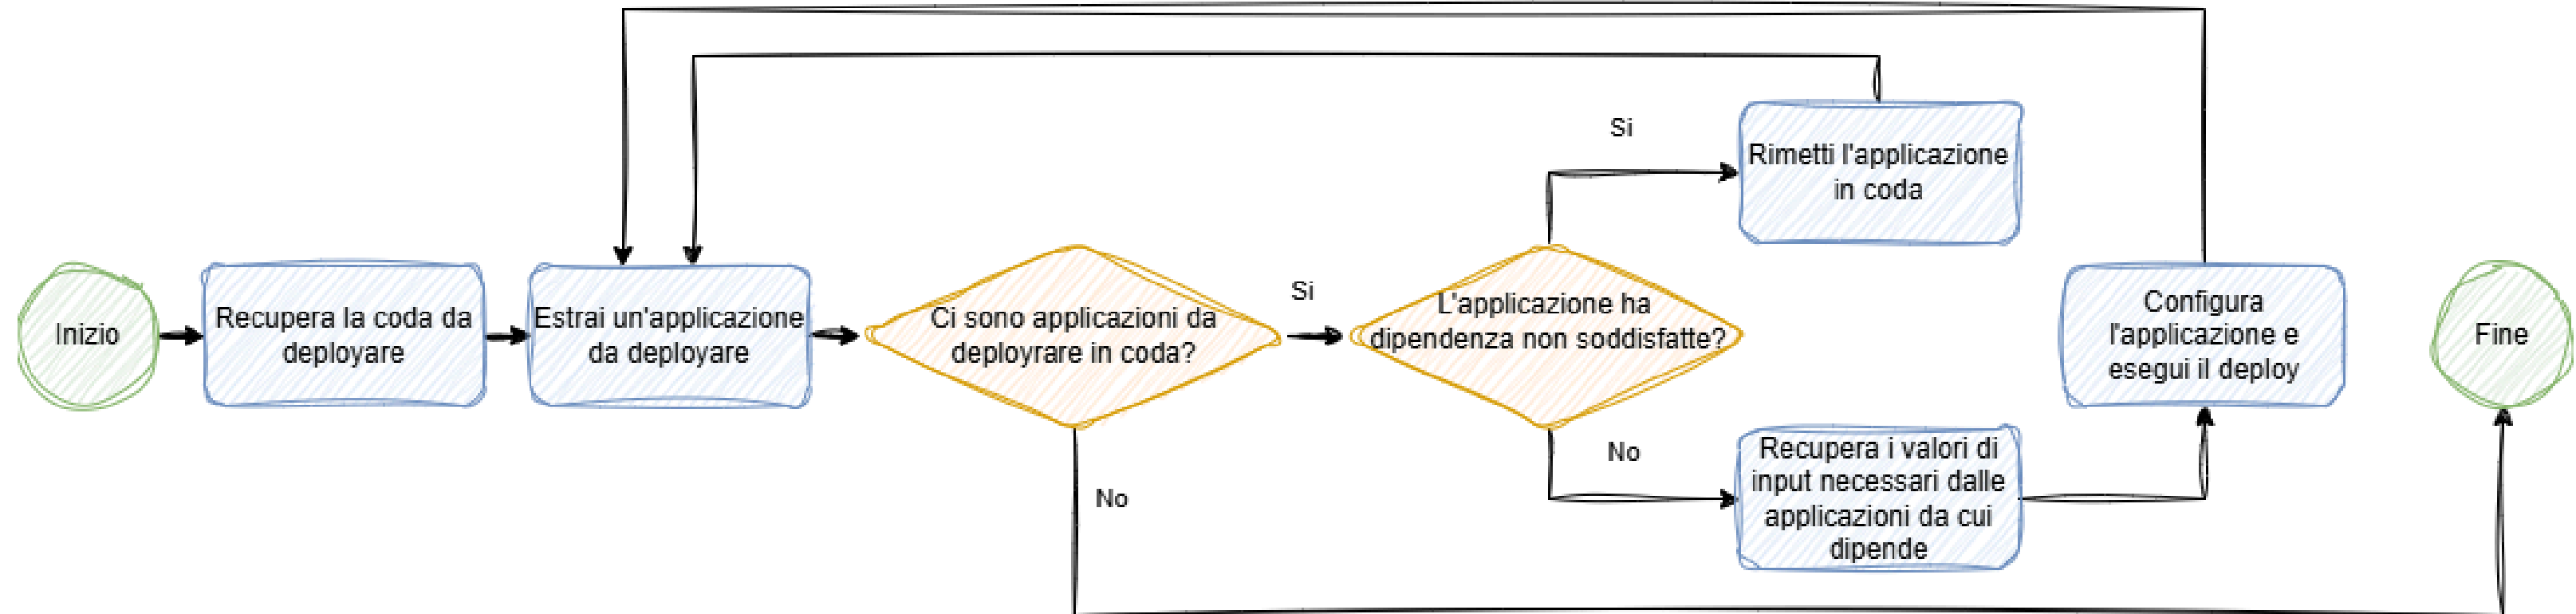 Inizio
Recupera la coda da
deployare
Estrai un'applicazione
da deployare
Ci sono applicazioni da
deployrare in coda?
Si
No
L'applicazione ha
dipendenza non soddisfatte?
Si
Rimetti l'applicazione
in coda
No
Recupera i valori di
input necessari dalle
applicazioni da cui
dipende
Configura
l'applicazione e
esegui il deploy
Fine